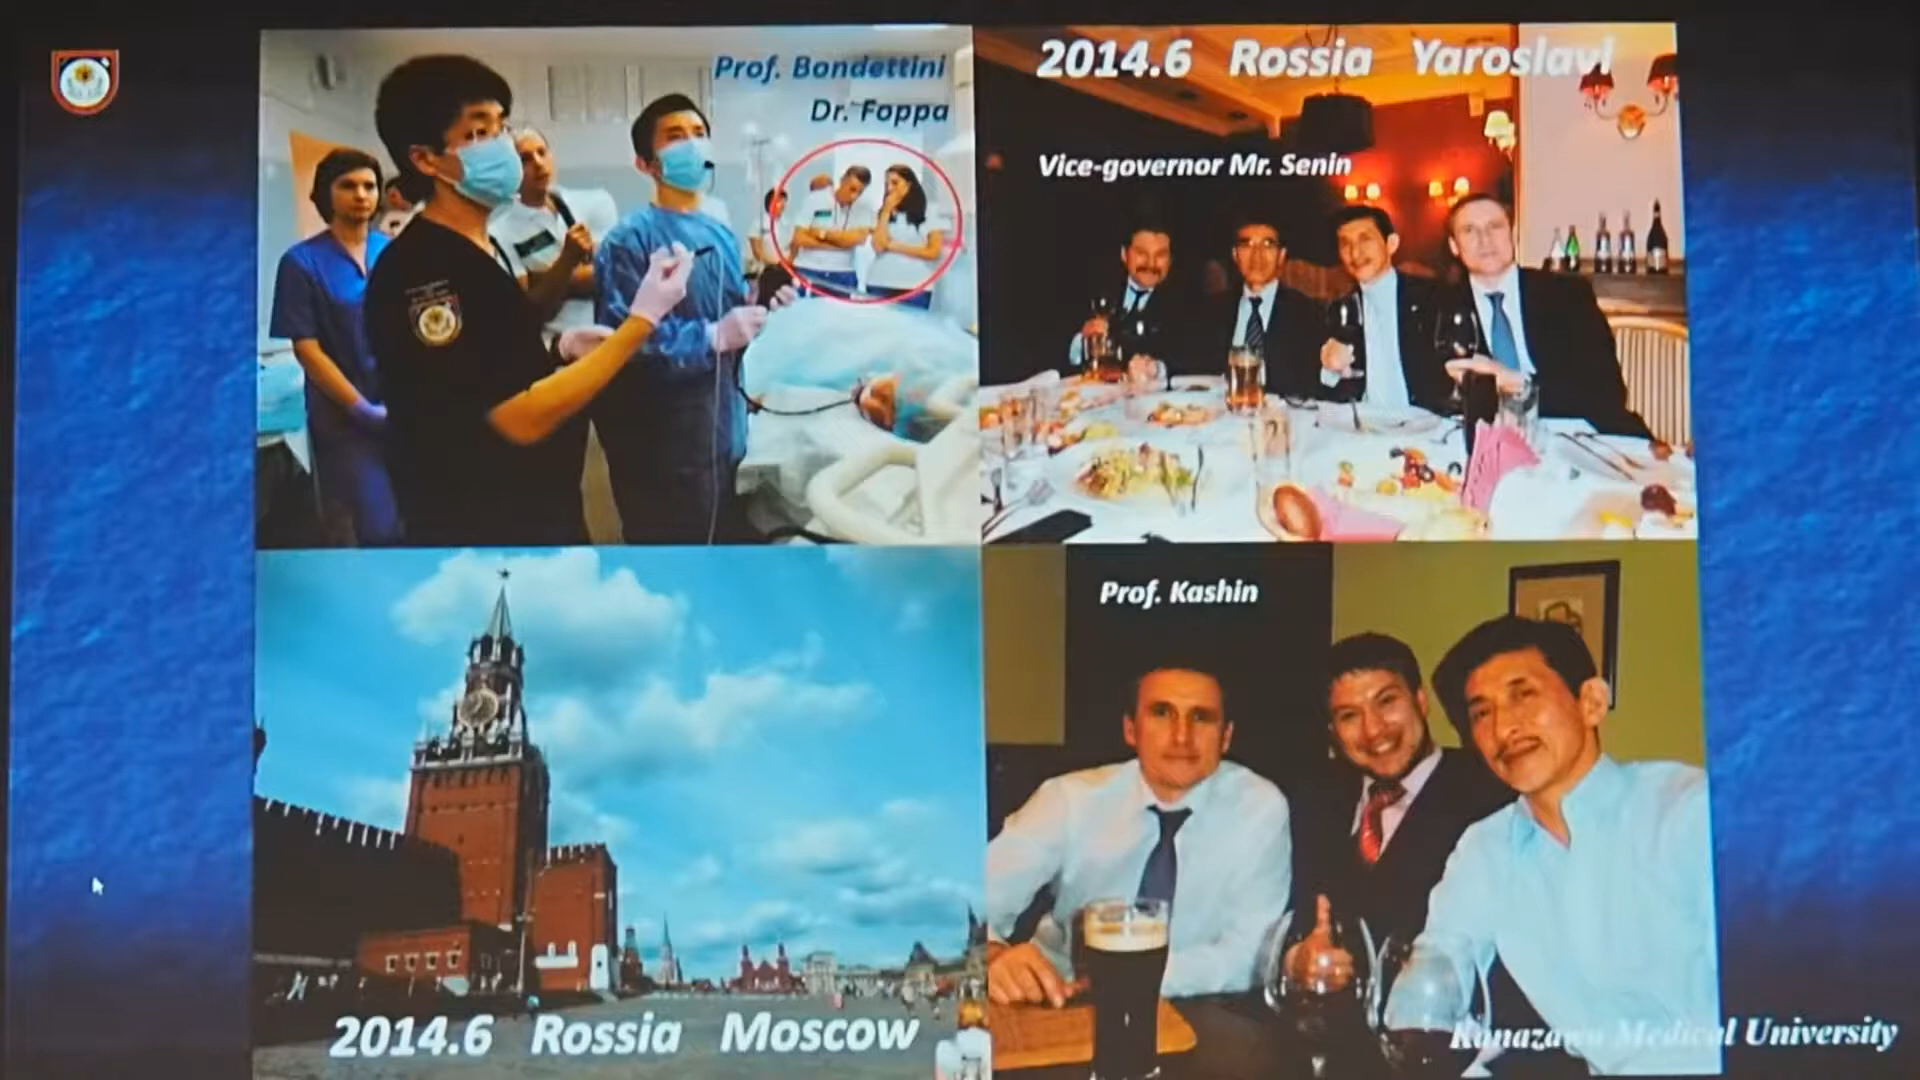 Prof. Bondettini
Dr. Foppa
2014.6 Rossia Yaroslavl
Vice-governor Mr. Senin
Prof. Kashin
2014.6 Rossia Moscow
Kanazawa Medical University